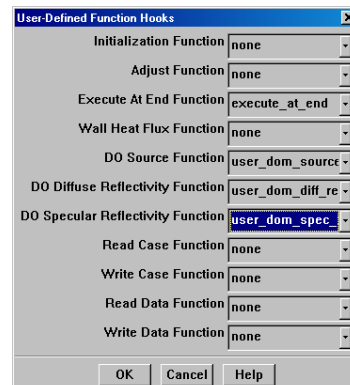 User-Defined Function Hooks
Initialization Function none
Adjust Function none
Execute At End Function execute_at_end
Wall Heat Flux Function none
DO Source Function user_dom_source
DO Diffuse Reflectivity Function user_dom_diff_re
DO Specular Reflectivity Function user_dom_spec_
Read Case Function none
Write Case Function none
Read Data Function none
Write Data Function none
OK Cancel Help